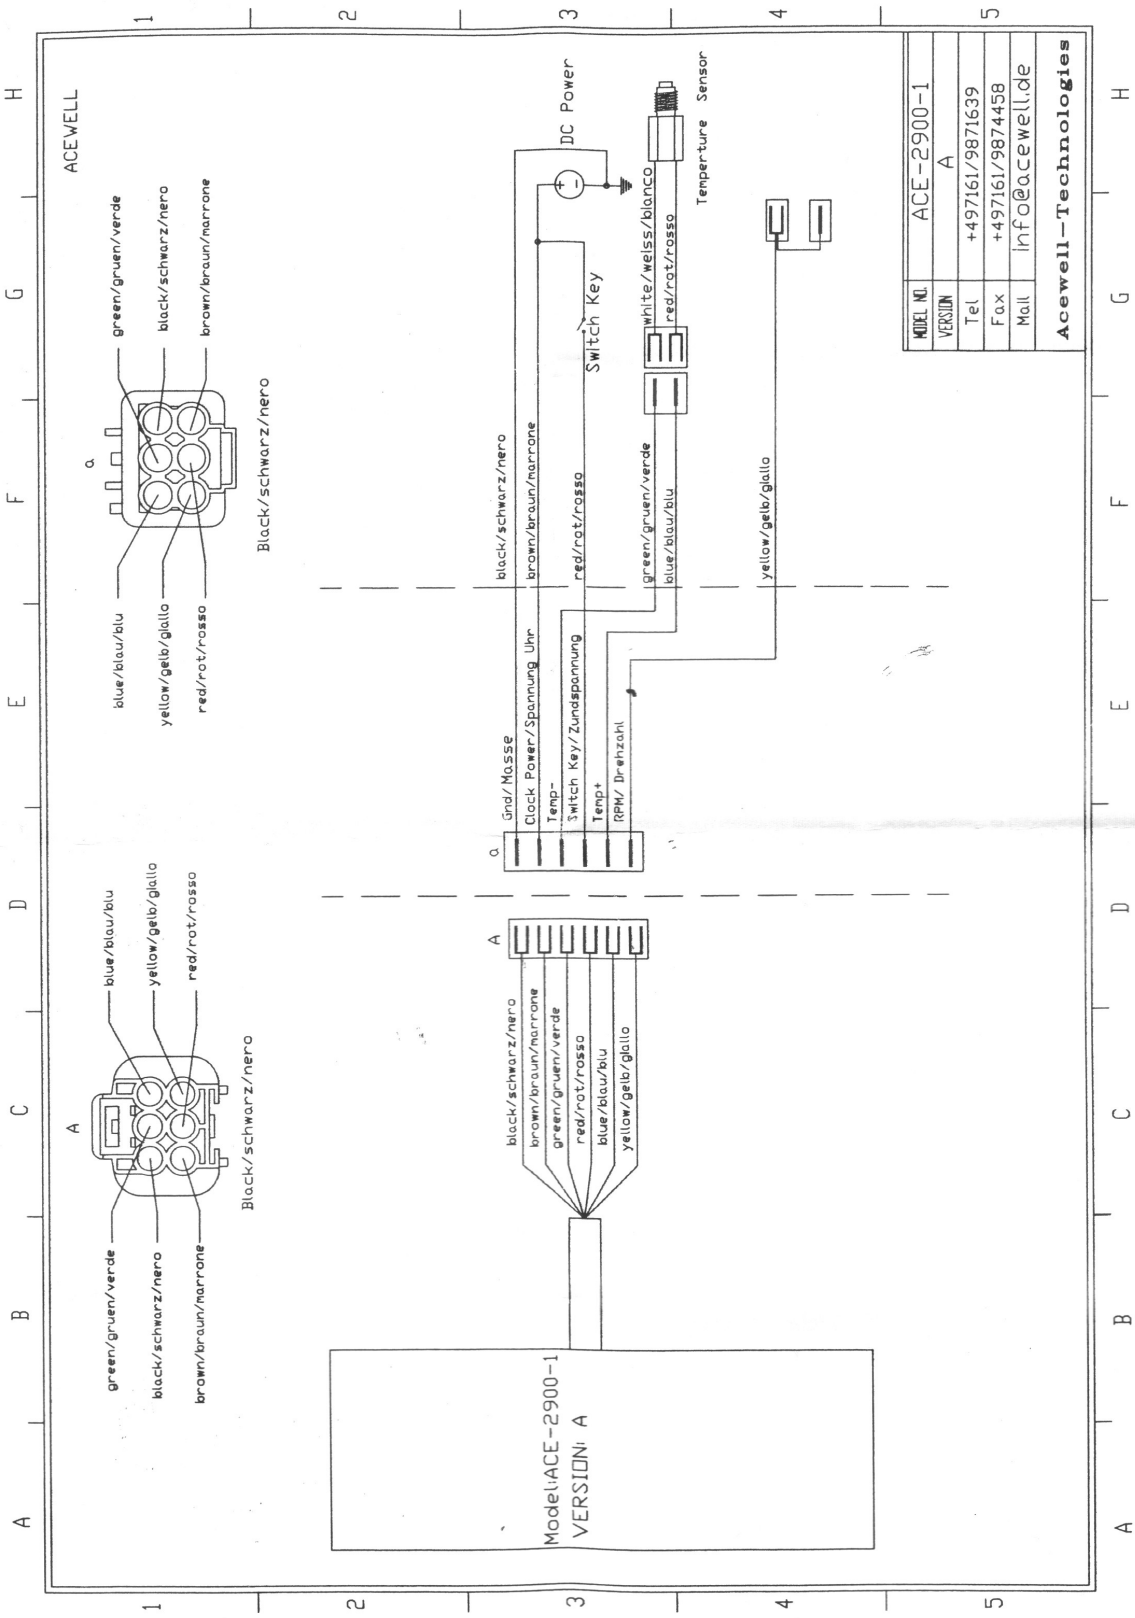 A B C D E F G H
1
2
3
4
5
ACEWELL
A
green/gruen/verde
black/schwarz/nero
brown/braun/marrone
blue/blau/blu
yellow/gelb/giallo
red/rot/rosso
Black/schwarz/nero
a
blue/blau/blu
yellow/gelb/giallo
red/rot/rosso
green/gruen/verde
black/schwarz/nero
brown/braun/marrone
Black/schwarz/nero
Model:ACE-2900-1
VERSION: A
A
black/schwarz/nero
brown/braun/marrone
green/gruen/verde
red/rot/rosso
blue/blau/blu
yellow/gelb/giallo
a
Gnd/Masse
Clock Power/Spannung Uhr
Temp-
Switch Key/Zundspannung
Temp+
RPM/ Drehzahl
black/schwarz/nero
brown/braun/marrone
red/rot/rosso
green/gruen/verde
blue/blau/blu
yellow/gelb/giallo
Switch Key
DC Power
+
-
white/weiss/bianco
red/rot/rosso
Temperture Sensor
MODEL NO. ACE-2900-1
VERSION A
Tel +497161/9871639
Fax +497161/9874458
Mail info@acewell.de
Acewell-Technologies
1
2
3
4
5
A B C D E F G H